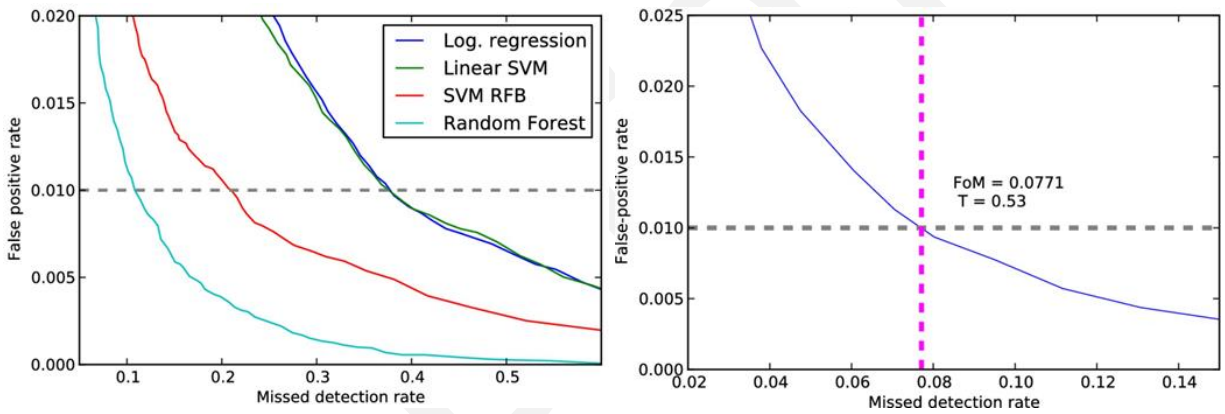 0.020
0.015
0.010
0.005
0.000
False positive rate
Log. regression
Linear SVM
SVM RFB
Random Forest
0.1 0.2 0.3 0.4 0.5
Missed detection rate
0.025
0.020
0.015
0.010
0.005
0.000
False-positive rate
FoM = 0.0771
T = 0.53
0.02 0.04 0.06 0.08 0.10 0.12 0.14
Missed detection rate